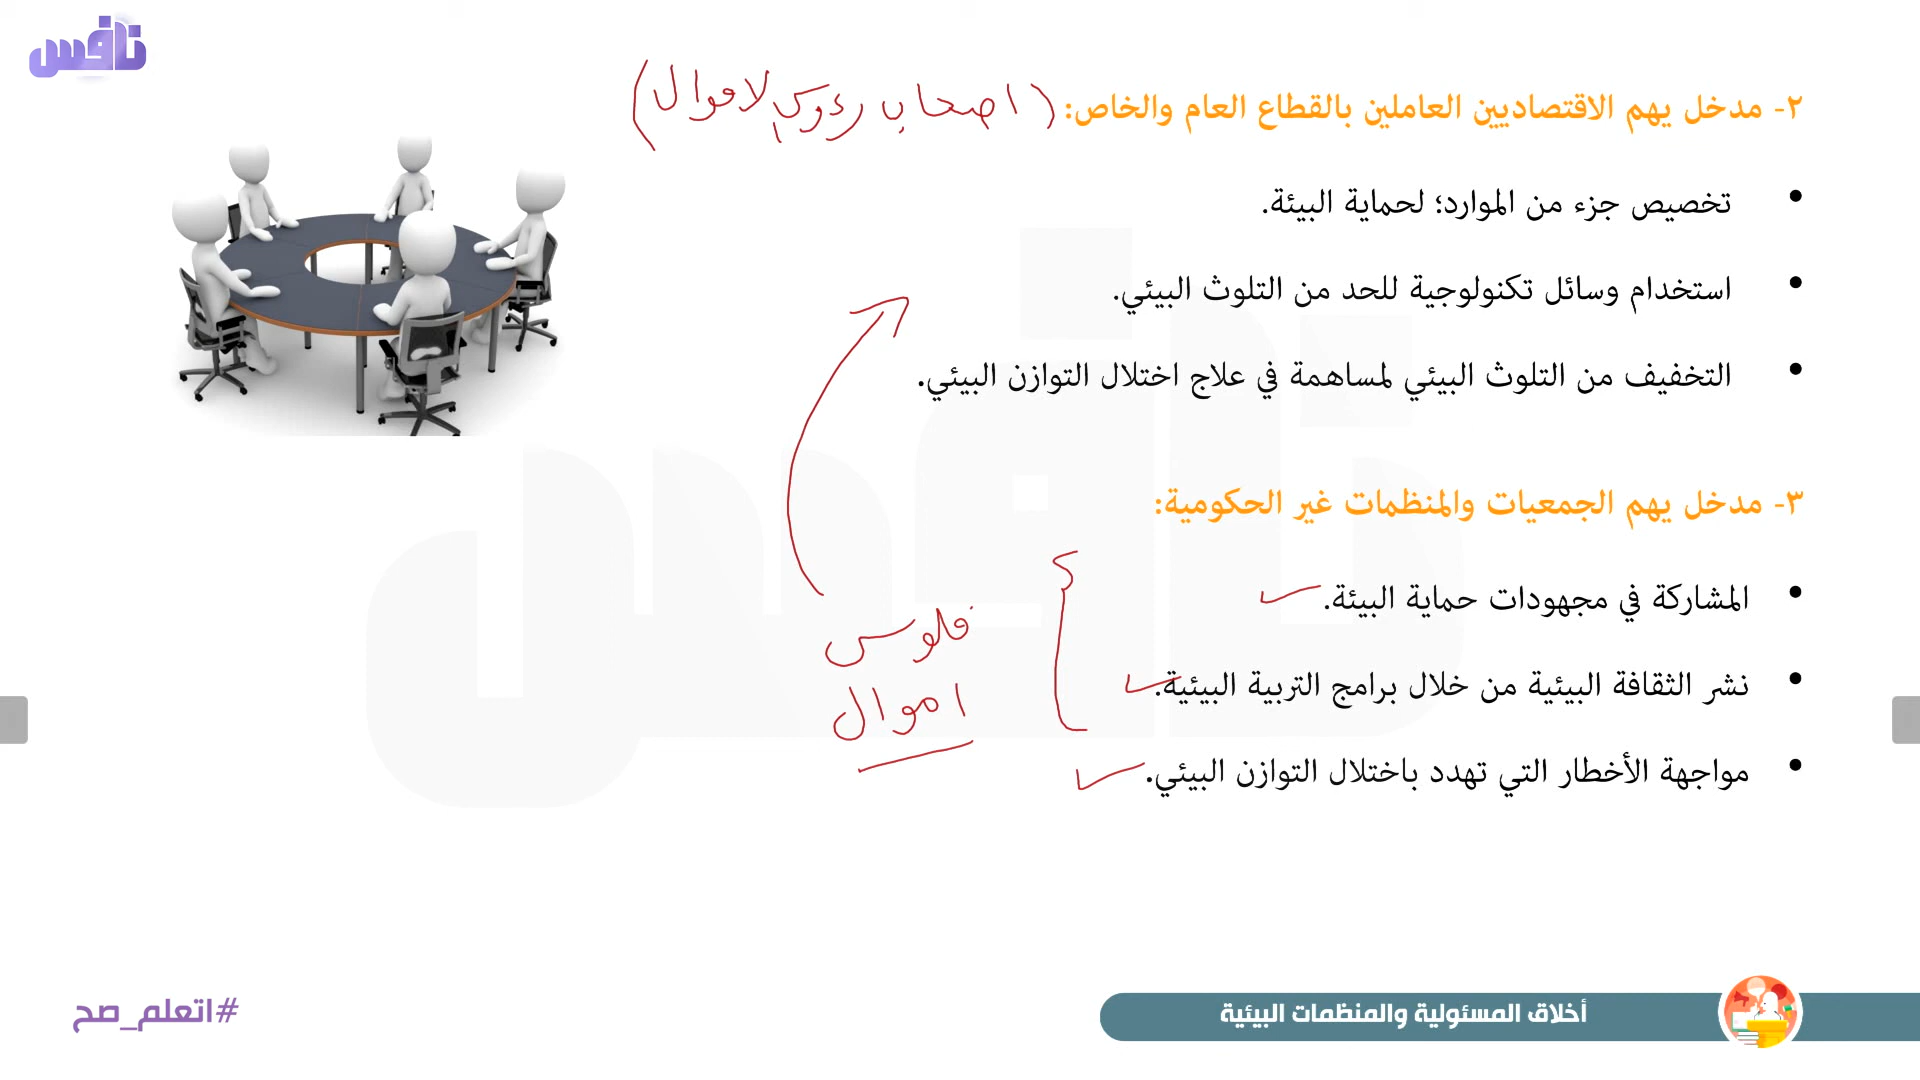 نافس
٢- مدخل يهم الاقتصاديين العاملين بالقطاع العام والخاص: (اصحاب رءوس الاموال)
• تخصيص جزء من الموارد؛ لحماية البيئة.
• استخدام وسائل تكنولوجية للحد من التلوث البيئي.
• التخفيف من التلوث البيئي لمساهمة في علاج اختلال التوازن البيئي.
٣- مدخل يهم الجمعيات والمنظمات غير الحكومية:
• المشاركة في مجهودات حماية البيئة.
• نشر الثقافة البيئية من خلال برامج التربية البيئية.
• مواجهة الأخطار التي تهدد باختلال التوازن البيئي.
فلوس
اموال
أخلاق المسئولية والمنظمات البيئية
#اتعلم_صح